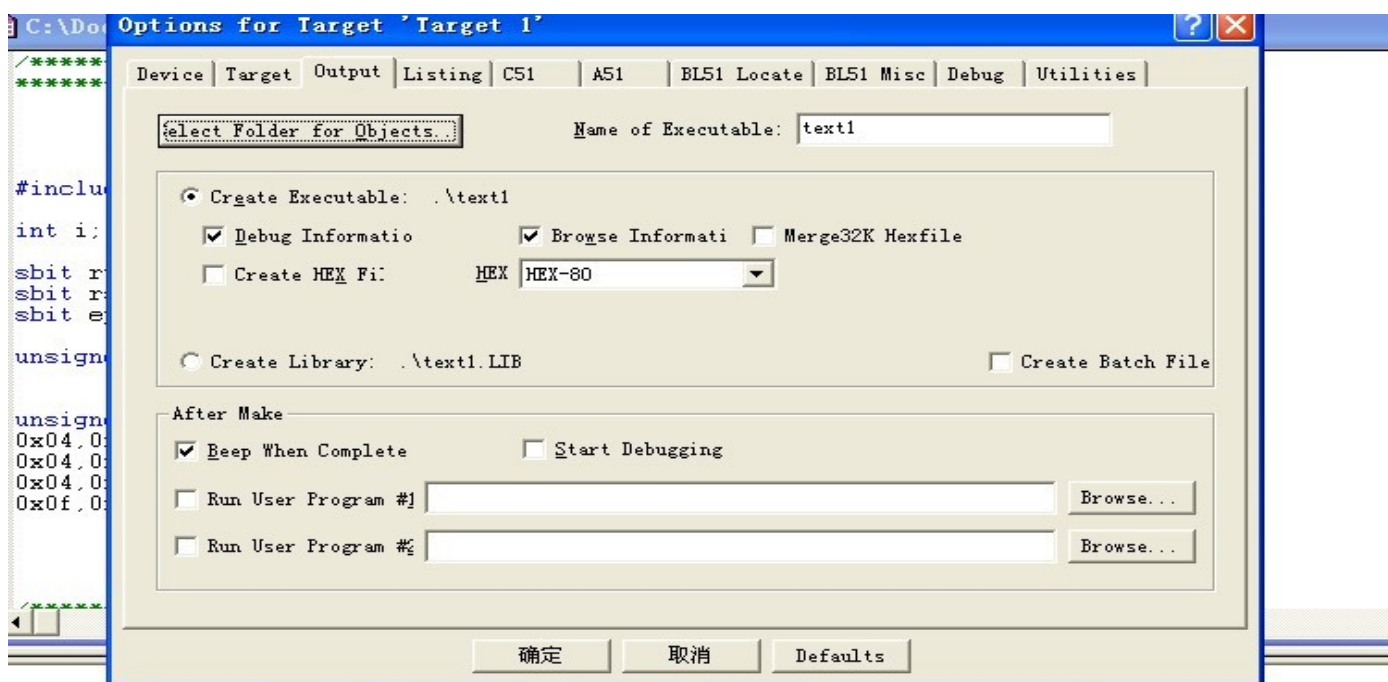 C:\Doc Options for Target 'Target 1'
Device Target Output Listing C51 A51 BL51 Locate BL51 Misc Debug Utilities
elect Folder for Objects.. Name of Executable: text1
Create Executable: .\text1
Debug Informatio Browse Informati Merge32K Hexfile
Create HEX Fi HEX HEX-80
Create Library: .\text1.LIB Create Batch File
After Make
Beep When Complete Start Debugging
Run User Program #1 Browse...
Run User Program #2 Browse...
确定 取消 Defaults
/*****
******
#inclu
int i;
sbit r
sbit r
sbit e
unsign
unsign
0x04,0
0x04,0
0x04,0
0x0f,0
/******